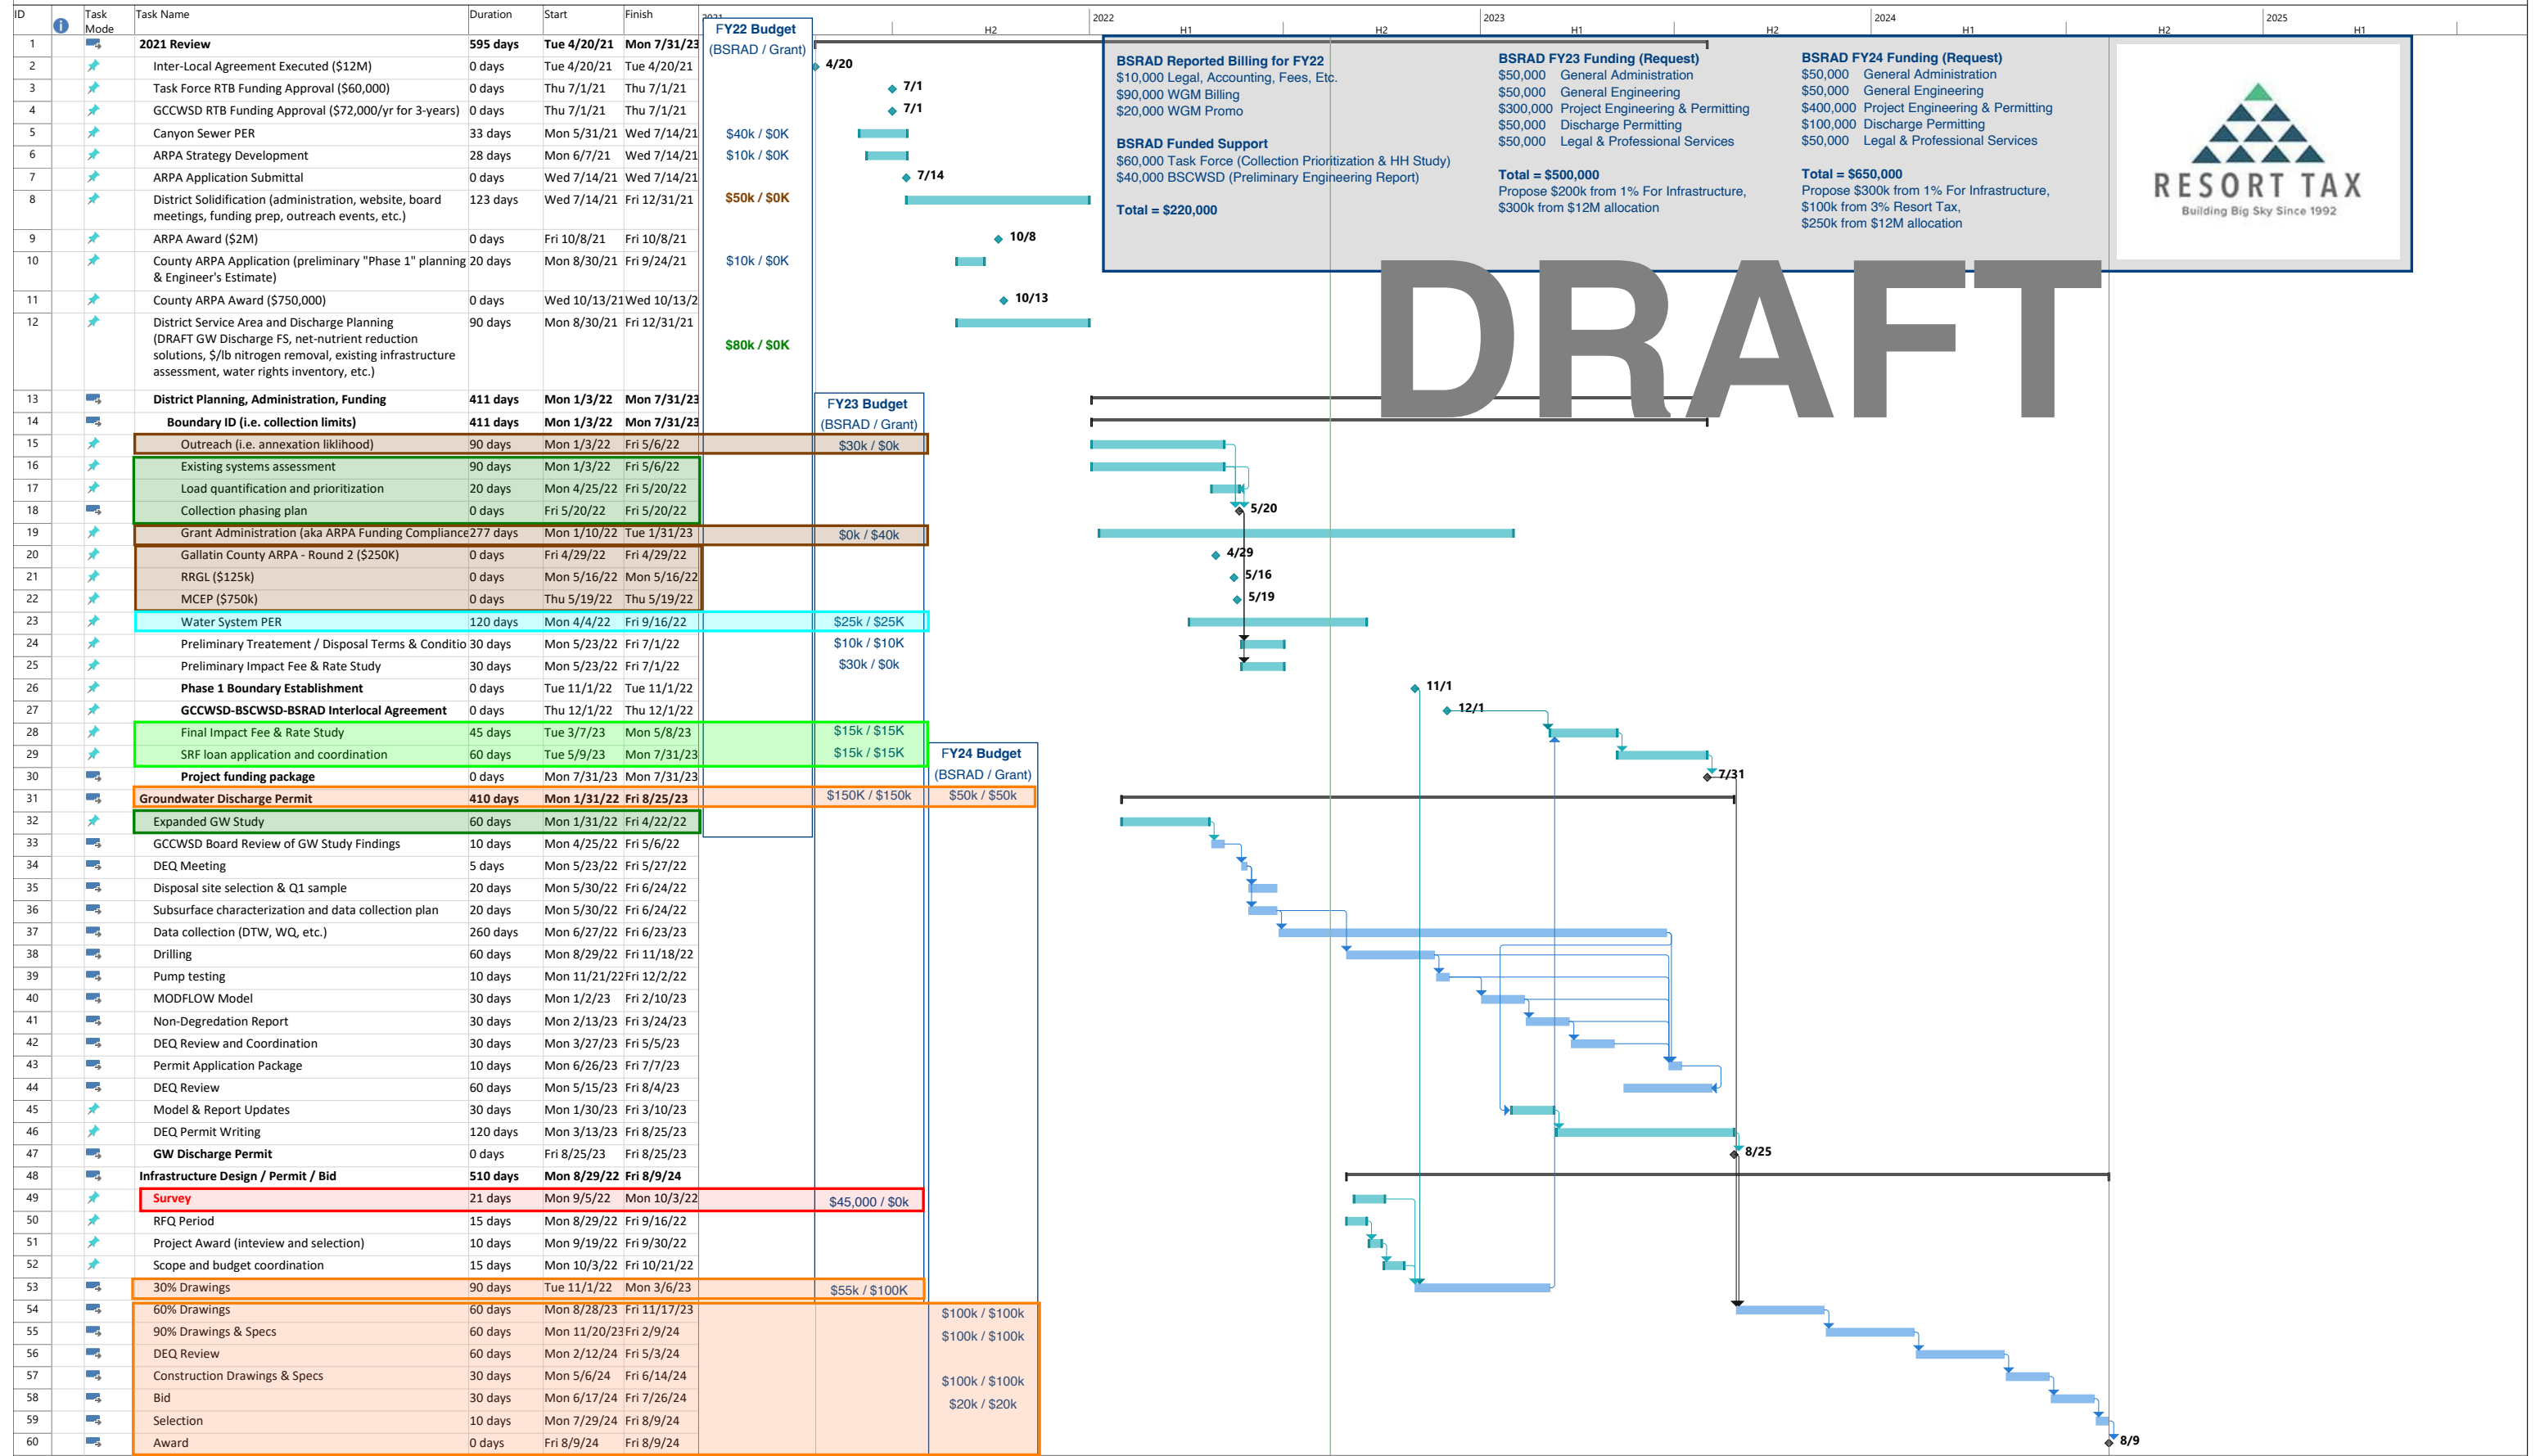 ID Task Mode Task Name Duration Start Finish 2021 H2 2022 H1 H2 2023 H1 H2 2024 H1 H2 2025 H1
1 2021 Review 595 days Tue 4/20/21 Mon 7/31/23
2 Inter-Local Agreement Executed ($12M) 0 days Tue 4/20/21 Tue 4/20/21 4/20
3 Task Force RTB Funding Approval ($60,000) 0 days Thu 7/1/21 Thu 7/1/21 7/1
4 GCCWSD RTB Funding Approval ($72,000/yr for 3-years) 0 days Thu 7/1/21 Thu 7/1/21 7/1
5 Canyon Sewer PER 33 days Mon 5/31/21 Wed 7/14/21 $40k / $0K
6 ARPA Strategy Development 28 days Mon 6/7/21 Wed 7/14/21 $10k / $0K
7 ARPA Application Submittal 0 days Wed 7/14/21 Wed 7/14/21 7/14
8 District Solidification (administration, website, board 123 days Wed 7/14/21 Fri 12/31/21 $50k / $0K
meetings, funding prep, outreach events, etc.)
9 ARPA Award ($2M) 0 days Fri 10/8/21 Fri 10/8/21 10/8
10 County ARPA Application (preliminary "Phase 1" planning 20 days Mon 8/30/21 Fri 9/24/21 $10k / $0K
& Engineer's Estimate)
11 County ARPA Award ($750,000) 0 days Wed 10/13/21 Wed 10/13/2 10/13
12 District Service Area and Discharge Planning 90 days Mon 8/30/21 Fri 12/31/21
(DRAFT GW Discharge FS, net-nutrient reduction
solutions, $/lb nitrogen removal, existing infrastructure $80k / $0K
assessment, water rights inventory, etc.)
13 District Planning, Administration, Funding 411 days Mon 1/3/22 Mon 7/31/23
14 Boundary ID (i.e. collection limits) 411 days Mon 1/3/22 Mon 7/31/23
15 Outreach (i.e. annexation liklihood) 90 days Mon 1/3/22 Fri 5/6/22 $30k / $0k
16 Existing systems assessment 90 days Mon 1/3/22 Fri 5/6/22
17 Load quantification and prioritization 20 days Mon 4/25/22 Fri 5/20/22
18 Collection phasing plan 0 days Fri 5/20/22 Fri 5/20/22 5/20
19 Grant Administration (aka ARPA Funding Compliance 277 days Mon 1/10/22 Tue 1/31/23 $0k / $40k
20 Gallatin County ARPA - Round 2 ($250K) 0 days Fri 4/29/22 Fri 4/29/22 4/29
21 RRGL ($125k) 0 days Mon 5/16/22 Mon 5/16/22 5/16
22 MCEP ($750k) 0 days Thu 5/19/22 Thu 5/19/22 5/19
23 Water System PER 120 days Mon 4/4/22 Fri 9/16/22 $25k / $25K
24 Preliminary Treatement / Disposal Terms & Conditio 30 days Mon 5/23/22 Fri 7/1/22 $10k / $10K
25 Preliminary Impact Fee & Rate Study 30 days Mon 5/23/22 Fri 7/1/22 $30k / $0k
26 Phase 1 Boundary Establishment 0 days Tue 11/1/22 Tue 11/1/22 11/1
27 GCCWSD-BSCWSD-BSRAD Interlocal Agreement 0 days Thu 12/1/22 Thu 12/1/22 12/1
28 Final Impact Fee & Rate Study 45 days Tue 3/7/23 Mon 5/8/23 $15k / $15K
29 SRF loan application and coordination 60 days Tue 5/9/23 Mon 7/31/23 $15k / $15K
30 Project funding package 0 days Mon 7/31/23 Mon 7/31/23 7/31
31 Groundwater Discharge Permit 410 days Mon 1/31/22 Fri 8/25/23 $150K / $150k $50k / $50k
32 Expanded GW Study 60 days Mon 1/31/22 Fri 4/22/22
33 GCCWSD Board Review of GW Study Findings 10 days Mon 4/25/22 Fri 5/6/22
34 DEQ Meeting 5 days Mon 5/23/22 Fri 5/27/22
35 Disposal site selection & Q1 sample 20 days Mon 5/30/22 Fri 6/24/22
36 Subsurface characterization and data collection plan 20 days Mon 5/30/22 Fri 6/24/22
37 Data collection (DTW, WQ, etc.) 260 days Mon 6/27/22 Fri 6/23/23
38 Drilling 60 days Mon 8/29/22 Fri 11/18/22
39 Pump testing 10 days Mon 11/21/22 Fri 12/2/22
40 MODFLOW Model 30 days Mon 1/2/23 Fri 2/10/23
41 Non-Degredation Report 30 days Mon 2/13/23 Fri 3/24/23
42 DEQ Review and Coordination 30 days Mon 3/27/23 Fri 5/5/23
43 Permit Application Package 10 days Mon 6/26/23 Fri 7/7/23
44 DEQ Review 60 days Mon 5/15/23 Fri 8/4/23
45 Model & Report Updates 30 days Mon 1/30/23 Fri 3/10/23
46 DEQ Permit Writing 120 days Mon 3/13/23 Fri 8/25/23
47 GW Discharge Permit 0 days Fri 8/25/23 Fri 8/25/23 8/25
48 Infrastructure Design / Permit / Bid 510 days Mon 8/29/22 Fri 8/9/24
49 Survey 21 days Mon 9/5/22 Mon 10/3/22 $45,000 / $0k
50 RFQ Period 15 days Mon 8/29/22 Fri 9/16/22
51 Project Award (inteview and selection) 10 days Mon 9/19/22 Fri 9/30/22
52 Scope and budget coordination 15 days Mon 10/3/22 Fri 10/21/22
53 30% Drawings 90 days Tue 11/1/22 Mon 3/6/23 $55k / $100K
54 60% Drawings 60 days Mon 8/28/23 Fri 11/17/23 $100k / $100k
55 90% Drawings & Specs 60 days Mon 11/20/23 Fri 2/9/24 $100k / $100k
56 DEQ Review 60 days Mon 2/12/24 Fri 5/3/24
57 Construction Drawings & Specs 30 days Mon 5/6/24 Fri 6/14/24 $100k / $100k
58 Bid 30 days Mon 6/17/24 Fri 7/26/24 $20k / $20k
59 Selection 10 days Mon 7/29/24 Fri 8/9/24
60 Award 0 days Fri 8/9/24 Fri 8/9/24 8/9
FY22 Budget
(BSRAD / Grant)
FY23 Budget
(BSRAD / Grant)
FY24 Budget
(BSRAD / Grant)
BSRAD Reported Billing for FY22
$10,000 Legal, Accounting, Fees, Etc.
$90,000 WGM Billing
$20,000 WGM Promo
BSRAD Funded Support
$60,000 Task Force (Collection Prioritization & HH Study)
$40,000 BSCWSD (Preliminary Engineering Report)
Total = $220,000
BSRAD FY23 Funding (Request)
$50,000 General Administration
$50,000 General Engineering
$300,000 Project Engineering & Permitting
$50,000 Discharge Permitting
$50,000 Legal & Professional Services
Total = $500,000
Propose $200k from 1% For Infrastructure,
$300k from $12M allocation
BSRAD FY24 Funding (Request)
$50,000 General Administration
$50,000 General Engineering
$400,000 Project Engineering & Permitting
$100,000 Discharge Permitting
$50,000 Legal & Professional Services
Total = $650,000
Propose $300k from 1% For Infrastructure,
$100k from 3% Resort Tax,
$250k from $12M allocation
RESORT TAX
Building Big Sky Since 1992
DRAFT